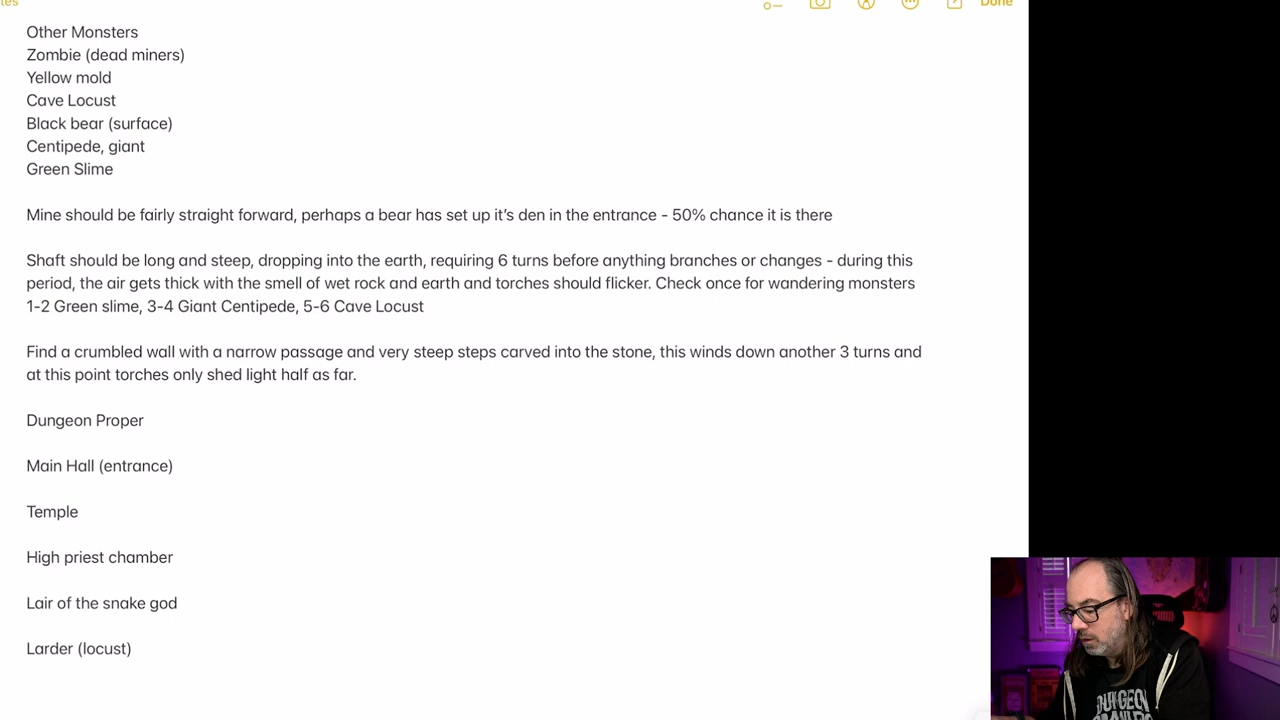 tes
Done
Other Monsters
Zombie (dead miners)
Yellow mold
Cave Locust
Black bear (surface)
Centipede, giant
Green Slime
Mine should be fairly straight forward, perhaps a bear has set up it’s den in the entrance - 50% chance it is there
Shaft should be long and steep, dropping into the earth, requiring 6 turns before anything branches or changes - during this
period, the air gets thick with the smell of wet rock and earth and torches should flicker. Check once for wandering monsters
1-2 Green slime, 3-4 Giant Centipede, 5-6 Cave Locust
Find a crumbled wall with a narrow passage and very steep steps carved into the stone, this winds down another 3 turns and
at this point torches only shed light half as far.
Dungeon Proper
Main Hall (entrance)
Temple
High priest chamber
Lair of the snake god
Larder (locust)
DUNGEON